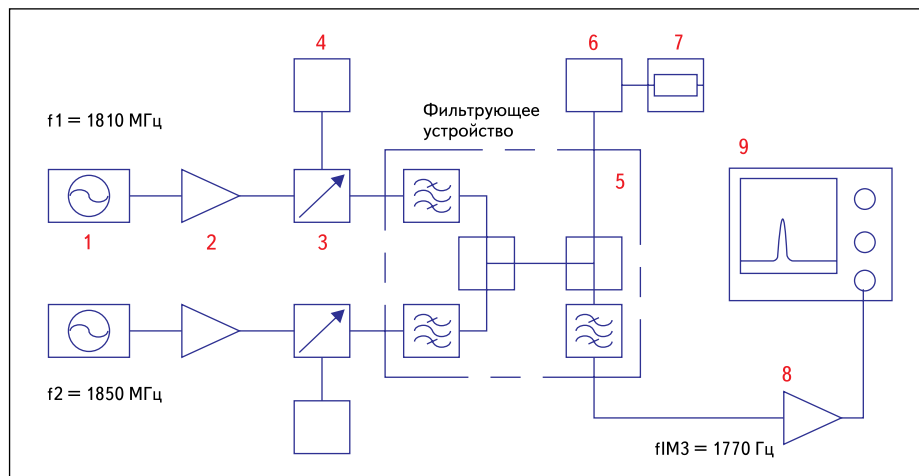 4
6
7
f1 = 1810 МГц
Фильтрующее
устройство
9
5
1
2
3
8
f2 = 1850 МГц
fIM3 = 1770 Гц